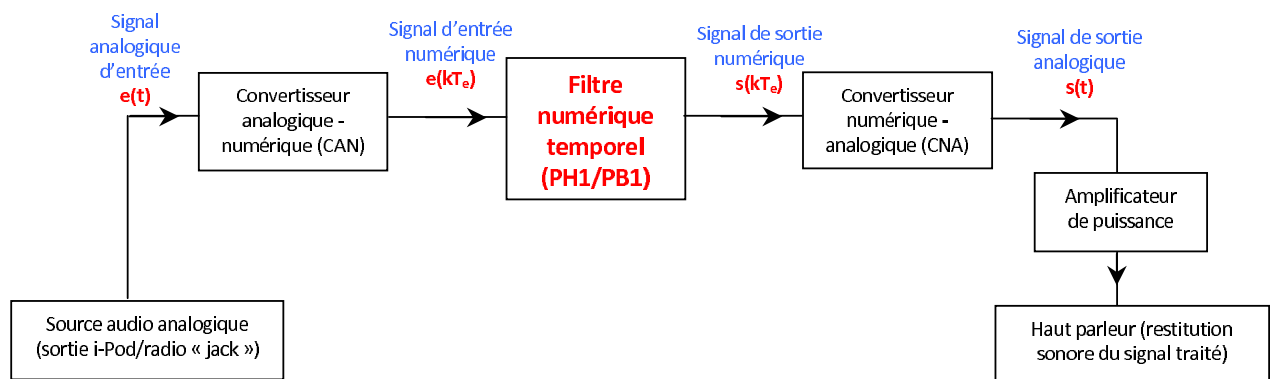 Signal
analogique
d'entrée
e(t)
Signal d'entrée
numérique
e(kTₑ)
Signal de sortie
numérique
s(kTₑ)
Signal de sortie
analogique
s(t)
Convertisseur
analogique -
numérique (CAN)
Filtre
numérique
temporel
(PH1/PB1)
Convertisseur
numérique -
analogique (CNA)
Amplificateur
de puissance
Source audio analogique
(sortie i-Pod/radio « jack »)
Haut parleur (restitution
sonore du signal traité)